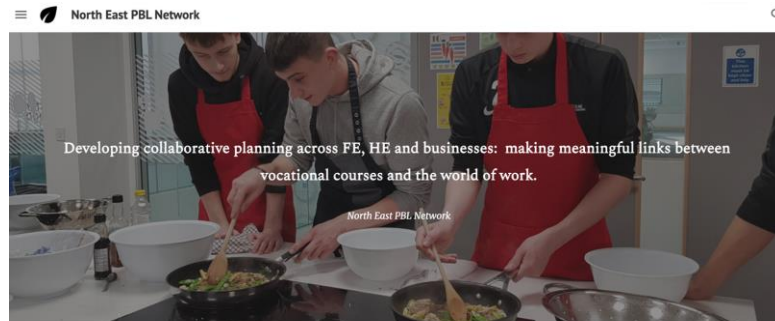 North East PBL Network
Developing collaborative planning across FE, HE and businesses: making meaningful links between
vocational courses and the world of work.
North East PBL Network